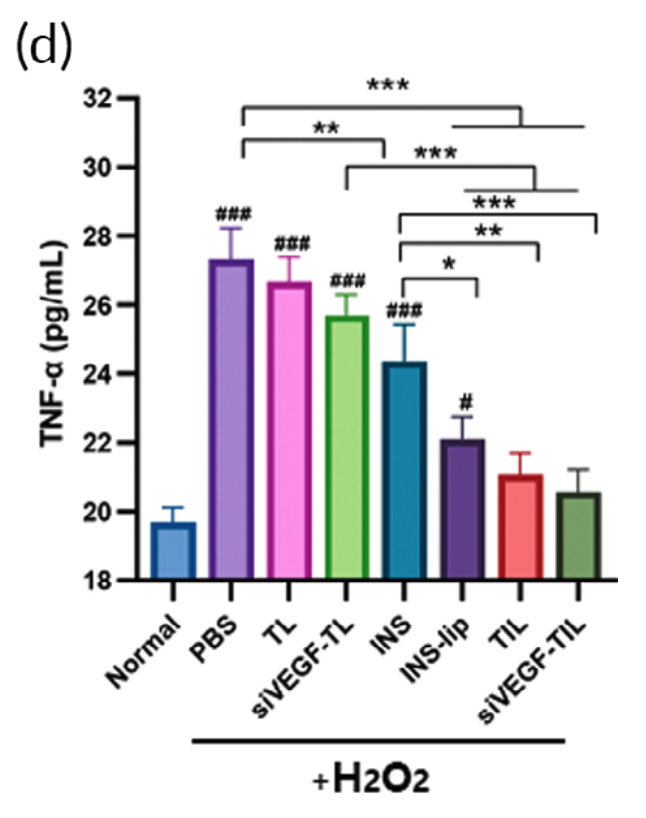 (d)
***
**
***
***
**
*
###
###
###
###
#
TNF-α (pg/mL)
32
30
28
26
24
22
20
18
Normal
PBS
TL
siVEGF-TL
INS
INS-lip
TIL
siVEGF-TIL
+H2O2